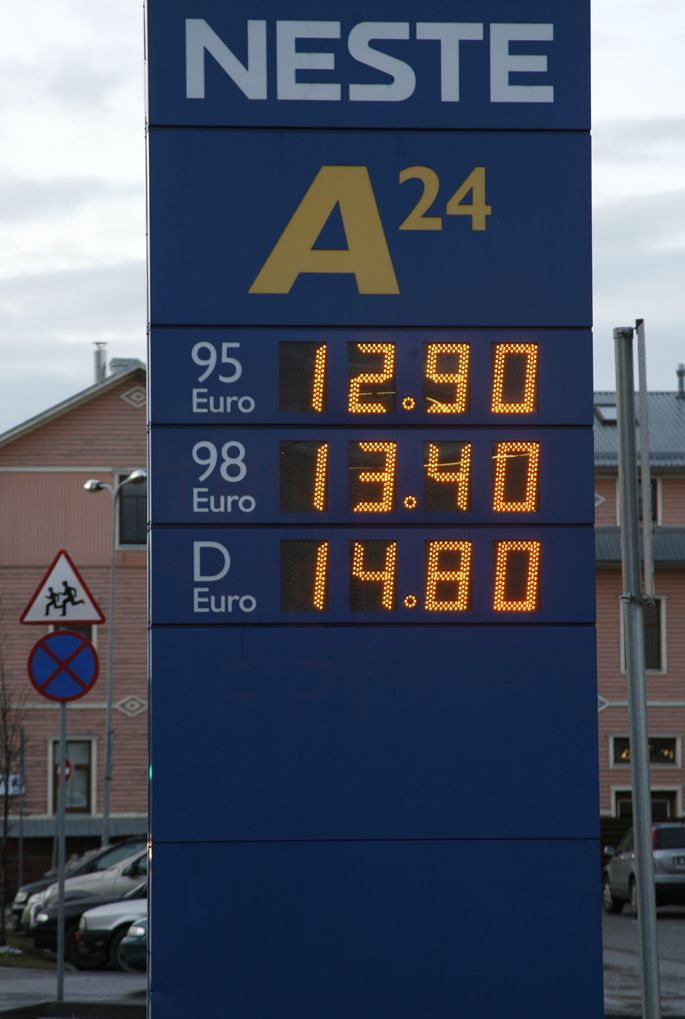 NESTE
A24
95 Euro 12.90
98 Euro 13.40
D Euro 14.80